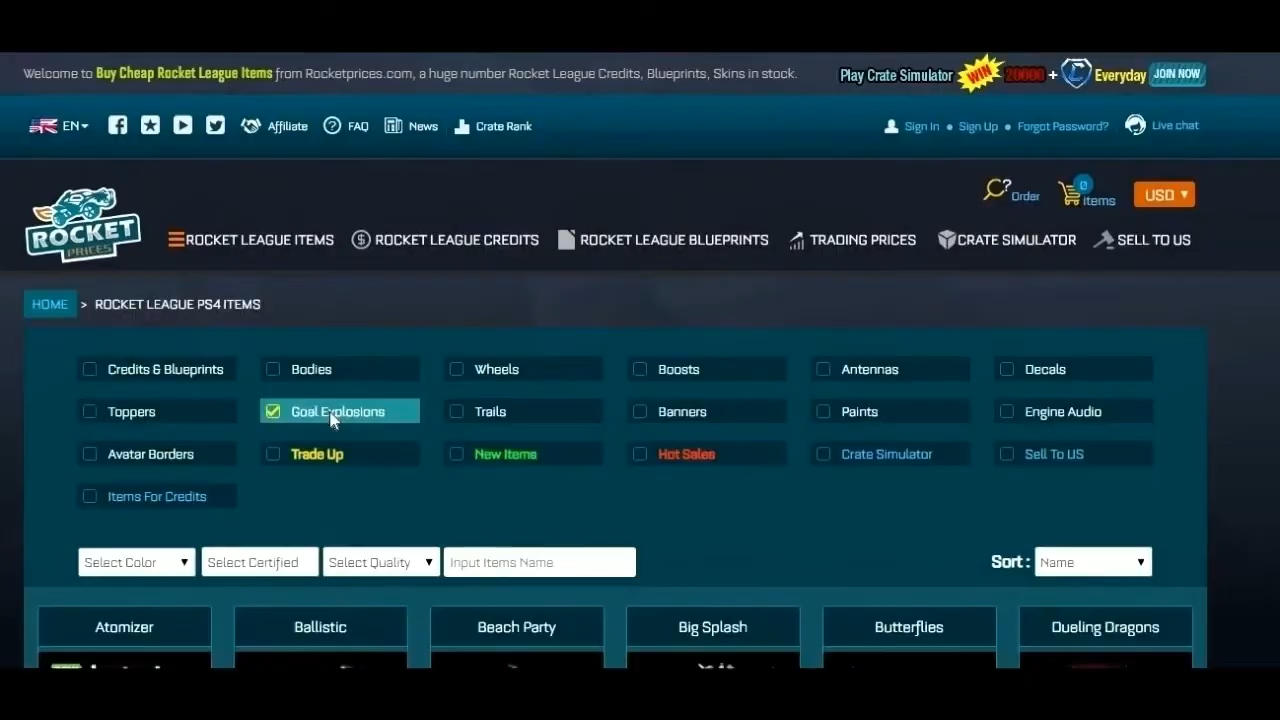 Welcome to Buy Cheap Rocket League Items from Rocketprices.com, a huge number Rocket League Credits, Blueprints, Skins in stock.
Play Crate Simulator WIN 20000 + Everyday JOIN NOW
EN
Affiliate
FAQ
News
Crate Rank
Sign In • Sign Up • Forgot Password?
Live chat
ROCKET
PRICES
Order
0
items
USD
ROCKET LEAGUE ITEMS
ROCKET LEAGUE CREDITS
ROCKET LEAGUE BLUEPRINTS
TRADING PRICES
CRATE SIMULATOR
SELL TO US
HOME > ROCKET LEAGUE PS4 ITEMS
Credits & Blueprints
Bodies
Wheels
Boosts
Antennas
Decals
Toppers
Goal Explosions
Trails
Banners
Paints
Engine Audio
Avatar Borders
Trade Up
New Items
Hot Sales
Crate Simulator
Sell To US
Items For Credits
Select Color
Select Certified
Select Quality
Input Items Name
Sort :
Name
Atomizer
Ballistic
Beach Party
Big Splash
Butterflies
Dueling Dragons